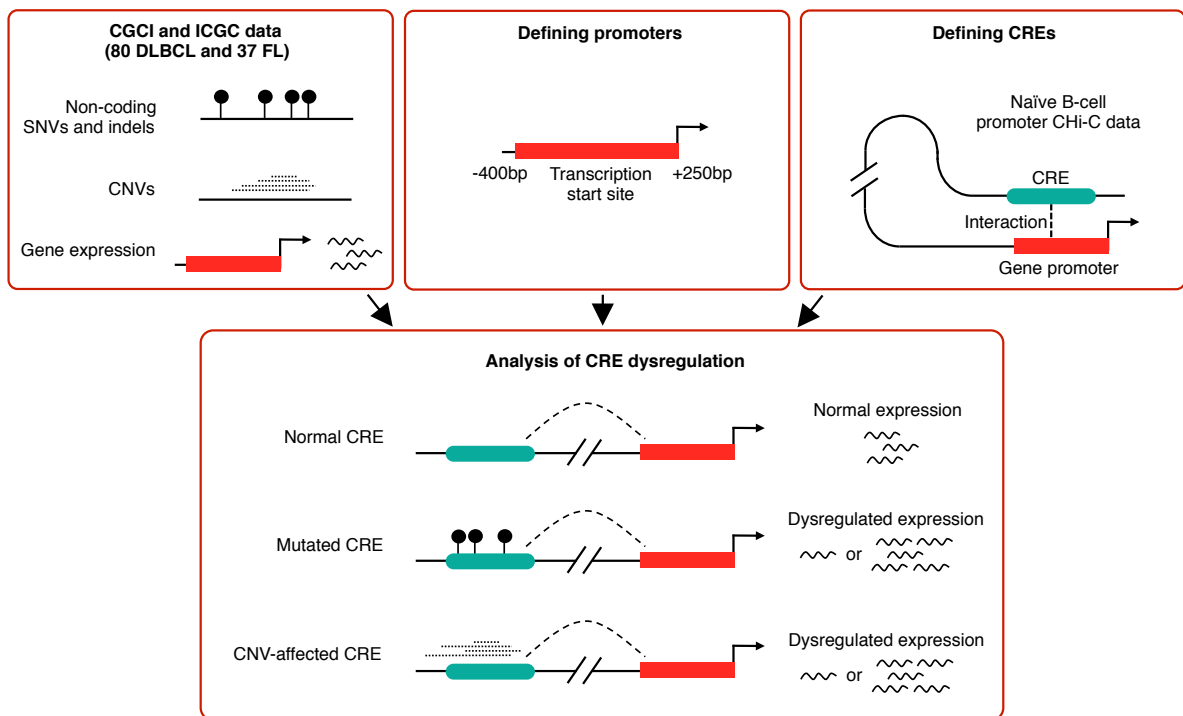 CGCI and ICGC data
(80 DLBCL and 37 FL)
Non-coding
SNVs and indels
CNVs
Gene expression
Defining promoters
-400bp
Transcription
start site
+250bp
Defining CREs
Naïve B-cell
promoter CHi-C data
CRE
Interaction
Gene promoter
Analysis of CRE dysregulation
Normal CRE
Normal expression
Mutated CRE
Dysregulated expression
or
CNV-affected CRE
Dysregulated expression
or